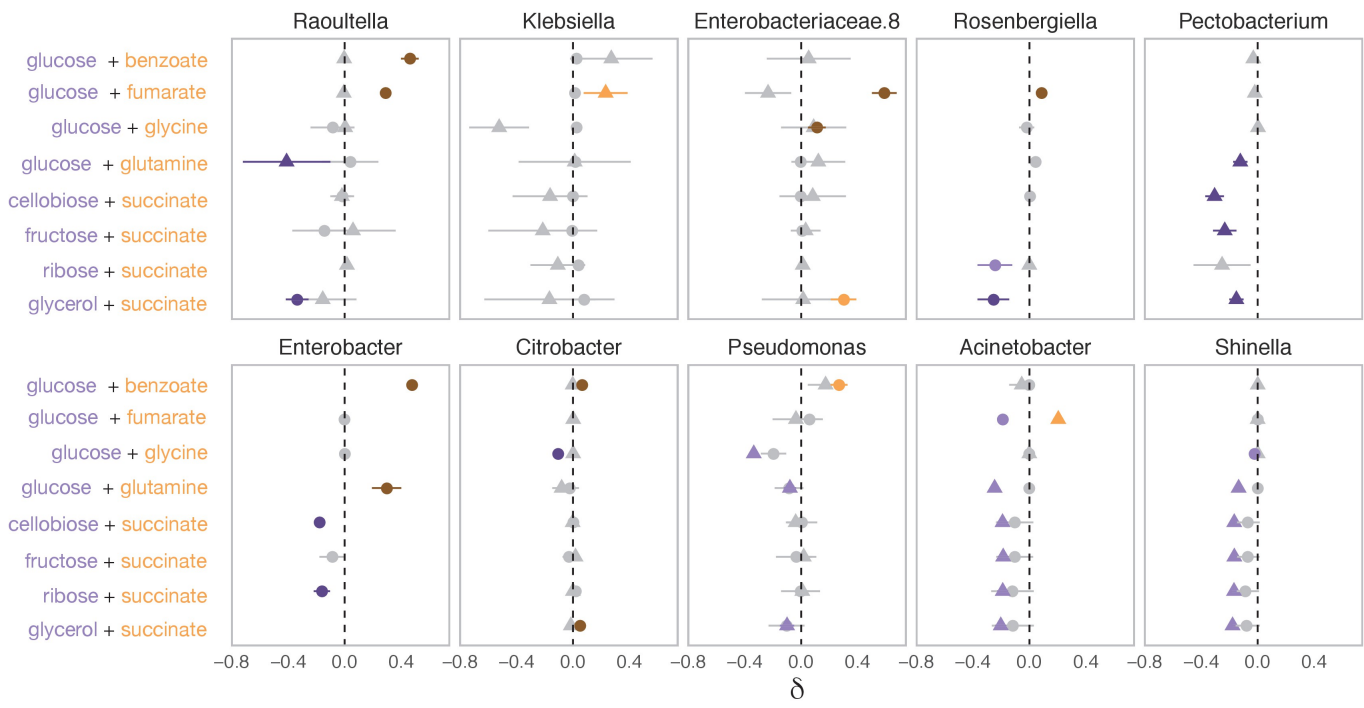 Raoultella Klebsiella Enterobacteriaceae.8 Rosenbergiella Pectobacterium
glucose + benzoate
glucose + fumarate
glucose + glycine
glucose + glutamine
cellobiose + succinate
fructose + succinate
ribose + succinate
glycerol + succinate
Enterobacter Citrobacter Pseudomonas Acinetobacter Shinella
glucose + benzoate
glucose + fumarate
glucose + glycine
glucose + glutamine
cellobiose + succinate
fructose + succinate
ribose + succinate
glycerol + succinate
−0.8 −0.4 0.0 0.4 −0.8 −0.4 0.0 0.4 −0.8 −0.4 0.0 0.4 −0.8 −0.4 0.0 0.4 −0.8 −0.4 0.0 0.4
δ